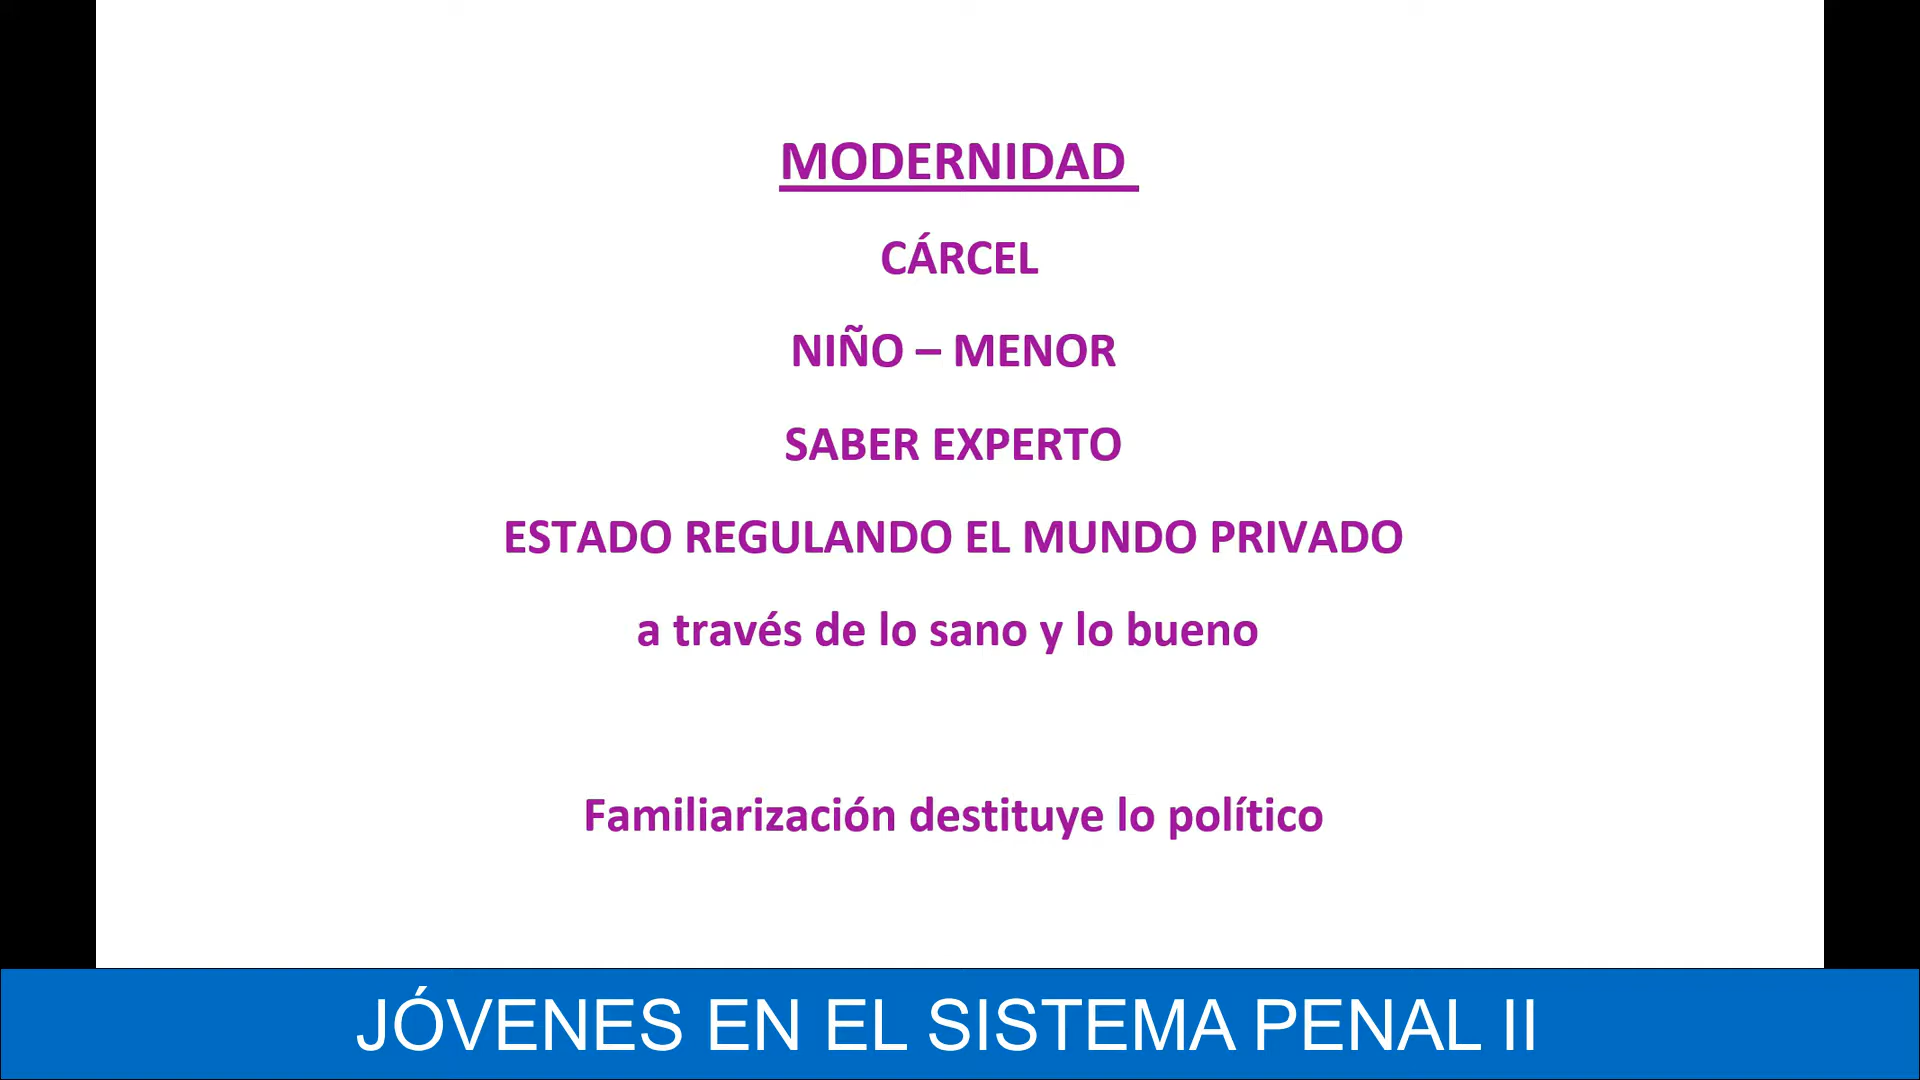 MODERNIDAD
CÁRCEL
NIÑO – MENOR
SABER EXPERTO
ESTADO REGULANDO EL MUNDO PRIVADO
a través de lo sano y lo bueno
Familiarización destituye lo político
JÓVENES EN EL SISTEMA PENAL II